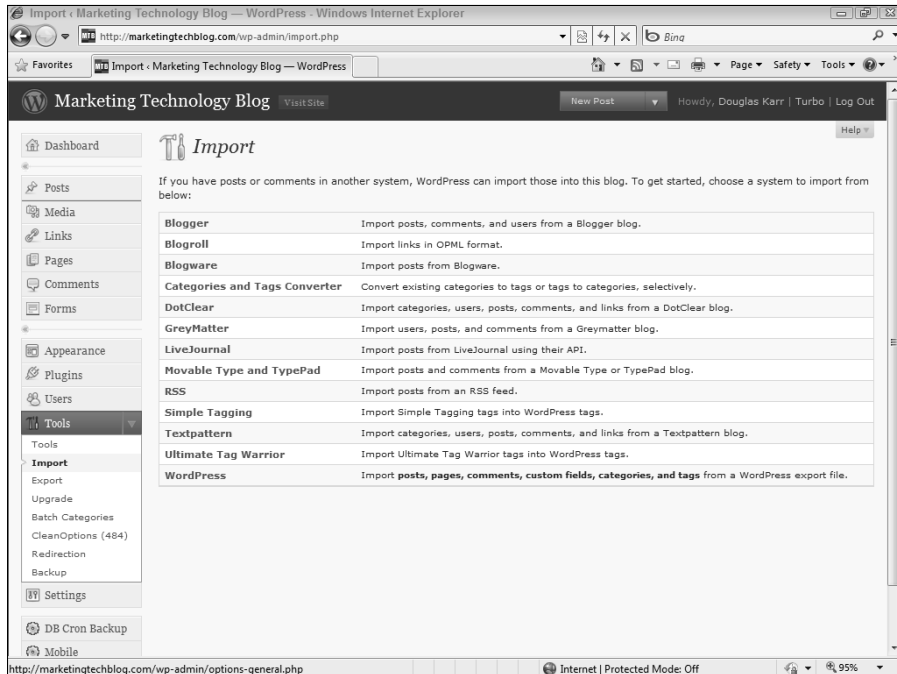 Import ‹ Marketing Technology Blog — WordPress - Windows Internet Explorer
http://marketingtechblog.com/wp-admin/import.php
Bing
Favorites
MTB Import ‹ Marketing Technology Blog — WordPress
Page Safety Tools
Marketing Technology Blog Visit Site
New Post
Howdy, Douglas Karr | Turbo | Log Out
Help
Dashboard
Posts
Media
Links
Pages
Comments
Forms
Appearance
Plugins
Users
Tools
Tools
Import
Export
Upgrade
Batch Categories
CleanOptions (484)
Redirection
Backup
Settings
DB Cron Backup
Mobile
Import
If you have posts or comments in another system, WordPress can import those into this blog. To get started, choose a system to import from
below:
Blogger Import posts, comments, and users from a Blogger blog.
Blogroll Import links in OPML format.
Blogware Import posts from Blogware.
Categories and Tags Converter Convert existing categories to tags or tags to categories, selectively.
DotClear Import categories, users, posts, comments, and links from a DotClear blog.
GreyMatter Import users, posts, and comments from a Greymatter blog.
LiveJournal Import posts from LiveJournal using their API.
Movable Type and TypePad Import posts and comments from a Movable Type or TypePad blog.
RSS Import posts from an RSS feed.
Simple Tagging Import Simple Tagging tags into WordPress tags.
Textpattern Import categories, users, posts, comments, and links from a Textpattern blog.
Ultimate Tag Warrior Import Ultimate Tag Warrior tags into WordPress tags.
WordPress Import posts, pages, comments, custom fields, categories, and tags from a WordPress export file.
http://marketingtechblog.com/wp-admin/options-general.php
Internet | Protected Mode: Off
95%